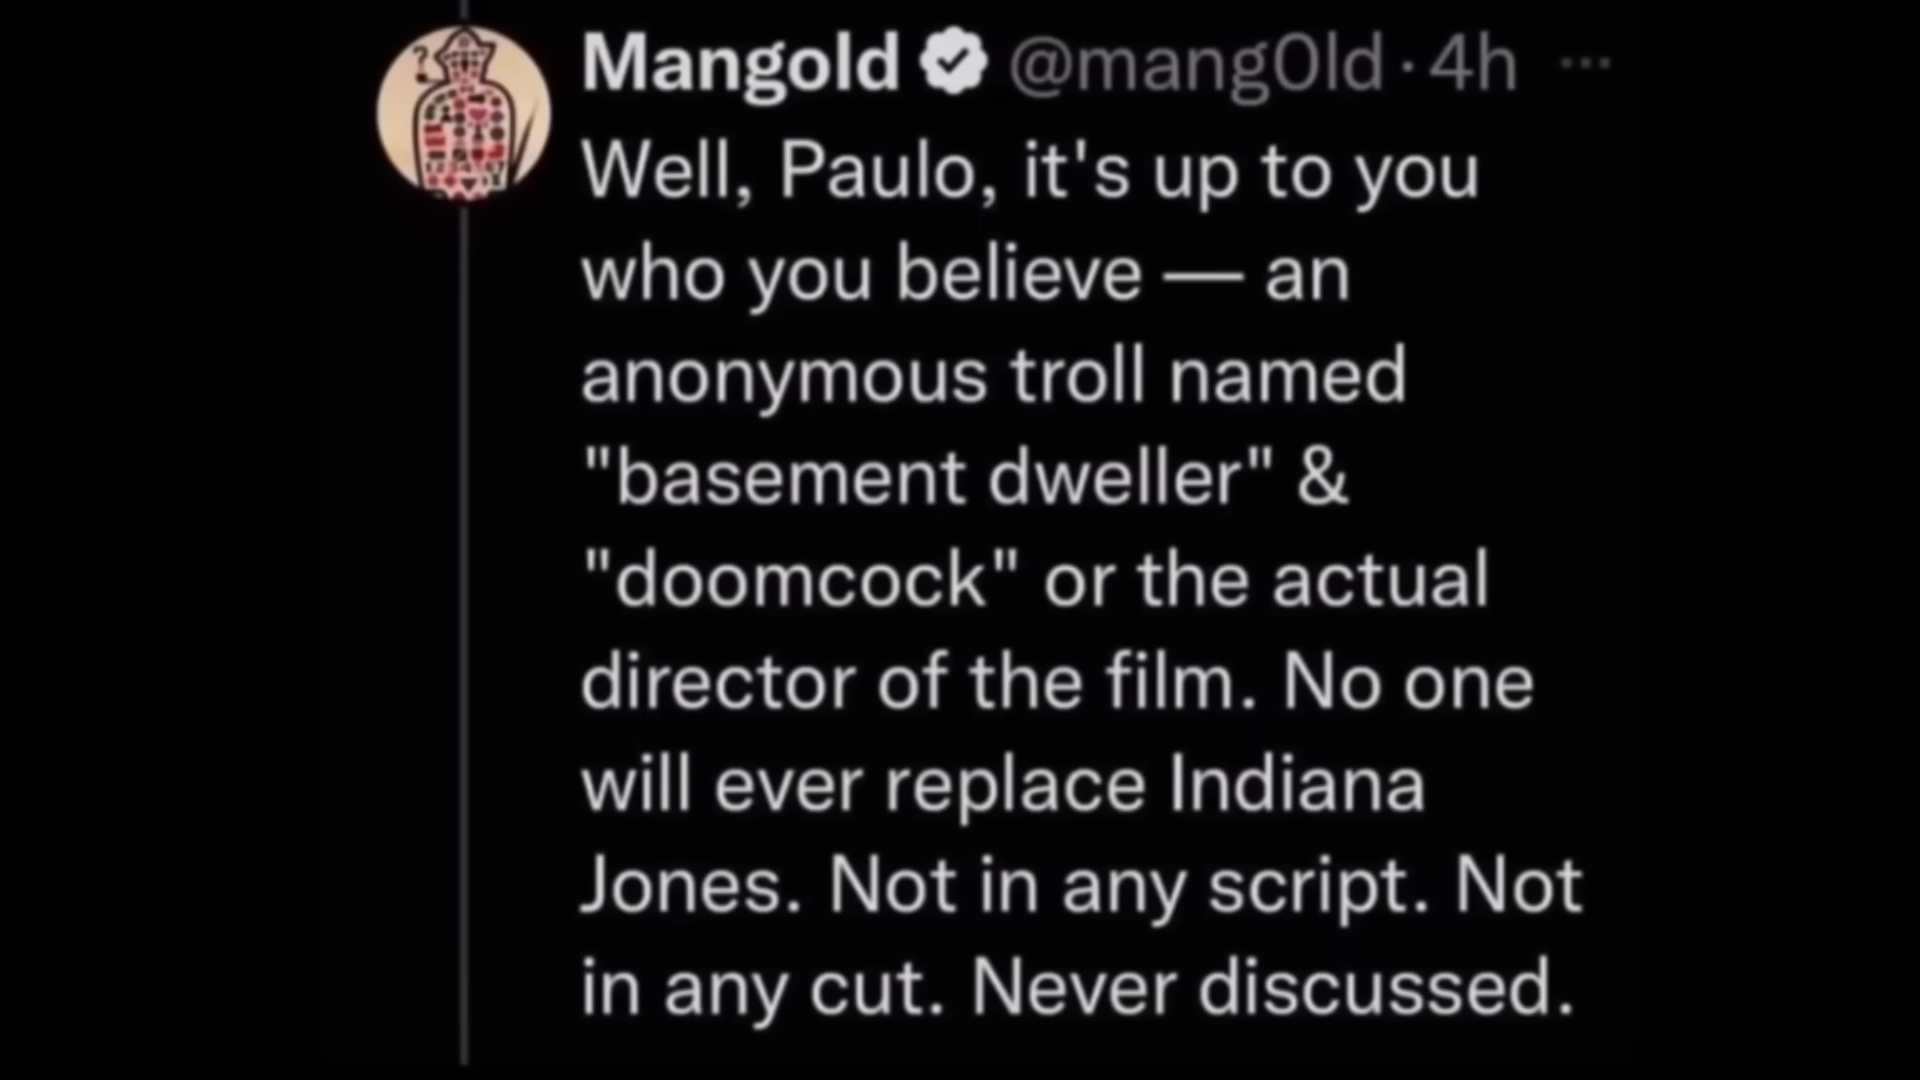 Mangold @mang0ld · 4h ···
Well, Paulo, it's up to you
who you believe — an
anonymous troll named
"basement dweller" &
"doomcock" or the actual
director of the film. No one
will ever replace Indiana
Jones. Not in any script. Not
in any cut. Never discussed.